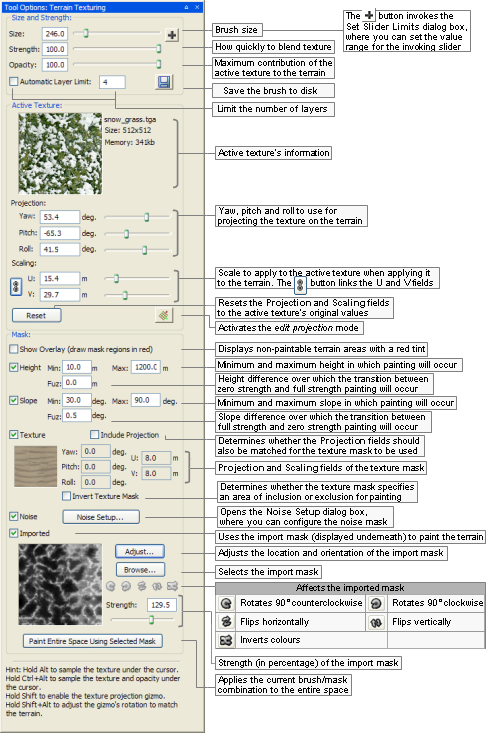 Tool Options: Terrain Texturing
Size and Strength:
Size: 246.0
Strength: 100.0
Opacity: 100.0
Automatic Layer Limit: 4
Active Texture:
snow_grass.tga
Size: 512x512
Memory: 341kb
Projection:
Yaw: 53.4 deg.
Pitch: -65.3 deg.
Roll: 41.5 deg.
Scaling:
U: 15.4 m
V: 29.7 m
Reset
Mask:
Show Overlay (draw mask regions in red)
Height Min: 10.0 m Max: 1200.0 m
Fuz: 0.0 m
Slope Min: 30.0 deg. Max: 90.0 deg.
Fuz: 0.5 deg.
Texture Include Projection
Yaw: 0.0 deg.
Pitch: 0.0 deg.
Roll: 0.0 deg.
U: 8.0 m
V: 8.0 m
Invert Texture Mask
Noise Noise Setup...
Imported
Adjust...
Browse...
Strength: 129.5
Paint Entire Space Using Selected Mask
Hint: Hold Alt to sample the texture under the cursor.
Hold Ctrl+Alt to sample the texture and opacity
under the cursor.
Hold Shift to enable the texture projection gizmo.
Hold Shift+Alt to adjust the gizmo's rotation to match
the terrain.
Brush size
The button invokes the
Set Slider Limits dialog box,
where you can set the value
range for the invoking slider
How quickly to blend texture
Maximum contribution of the
active texture to the terrain
Save the brush to disk
Limit the number of layers
Active texture's information
Yaw, pitch and roll to use for
projecting the texture on the terrain
Scale to apply to the active texture when applying it
to the terrain. The button links the U and V fields
Resets the Projection and Scaling fields
to the active texture's original values
Activates the edit projection mode
Displays non-paintable terrain areas with a red tint
Minimum and maximum height in which painting will occur
Height difference over which the transition between
zero strength and full strength painting will occur
Minimum and maximum slope in which painting will occur
Slope difference over which the transition between
full strength and zero strength painting will occur
Determines whether the Projection fields should
also be matched for the texture mask to be used
Projection and Scaling fields of the texture mask
Determines whether the texture mask specifies
an area of inclusion or exclusion for painting
Opens the Noise Setup dialog box,
where you can configure the noise mask
Uses the import mask (displayed underneath) to paint the terrain
Adjusts the location and orientation of the import mask
Selects the import mask
Affects the imported mask
Rotates 90°counterclockwise Rotates 90°clockwise
Flips horizontally Flips vertically
Inverts colours
Strength (in percentage) of the import mask
Applies the current brush/mask
combination to the entire space